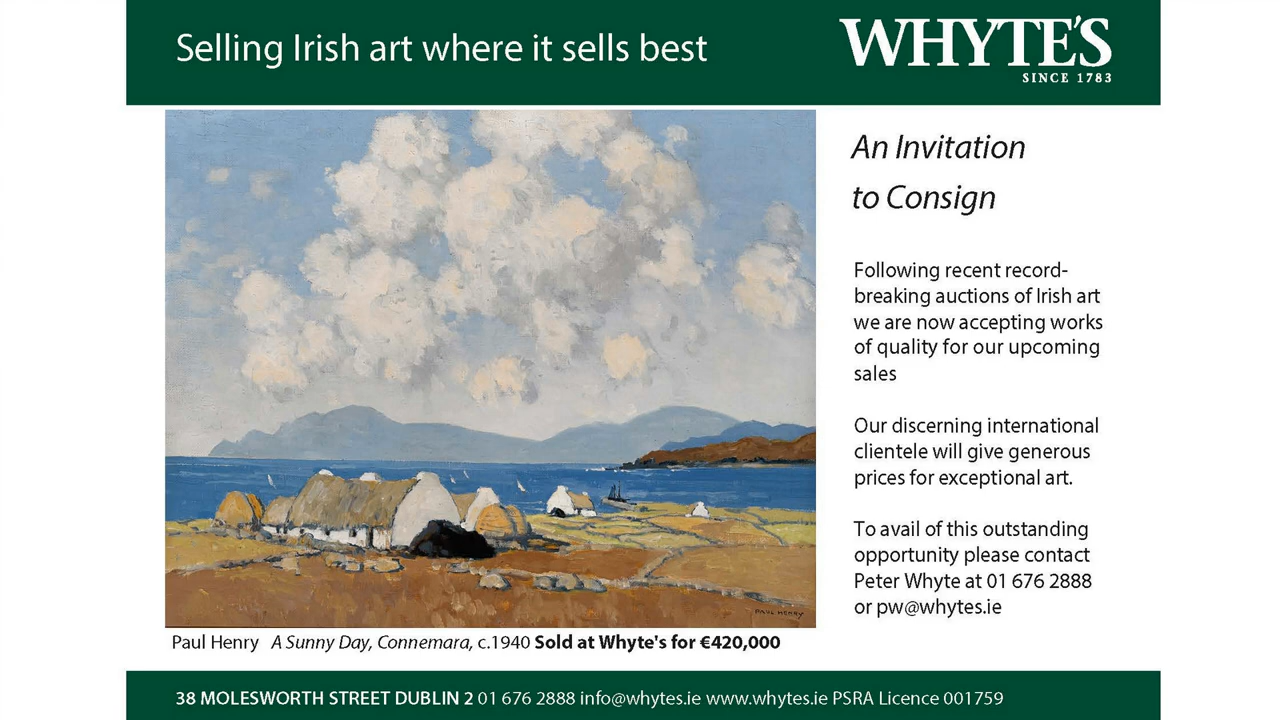 Selling Irish art where it sells best
WHYTE'S
SINCE 1783
An Invitation
to Consign
Following recent record-
breaking auctions of Irish art
we are now accepting works
of quality for our upcoming
sales
Our discerning international
clientele will give generous
prices for exceptional art.
To avail of this outstanding
opportunity please contact
Peter Whyte at 01 676 2888
or pw@whytes.ie
PAUL HENRY
Paul Henry A Sunny Day, Connemara, c.1940 Sold at Whyte's for €420,000
38 MOLESWORTH STREET DUBLIN 2 01 676 2888 info@whytes.ie www.whytes.ie PSRA Licence 001759